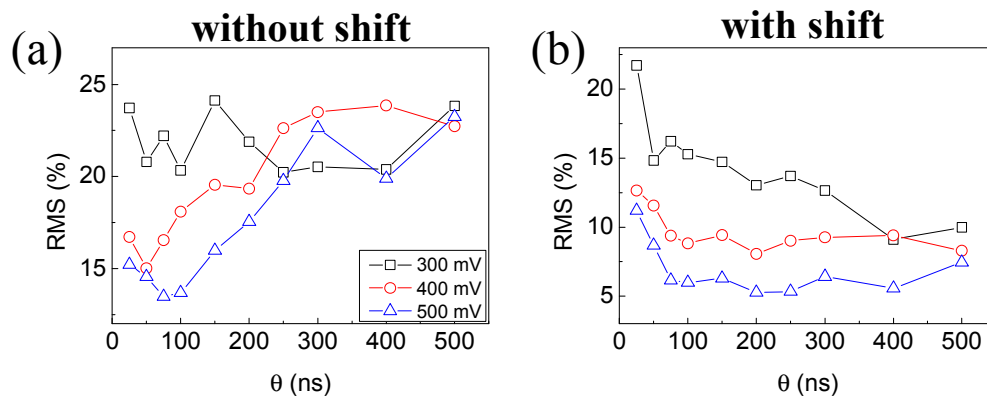 without shift
with shift
(a)
(b)
RMS (%)
25
20
15
0 100 200 300 400 500
θ (ns)
300 mV
400 mV
500 mV
RMS (%)
20
15
10
5
0 100 200 300 400 500
θ (ns)